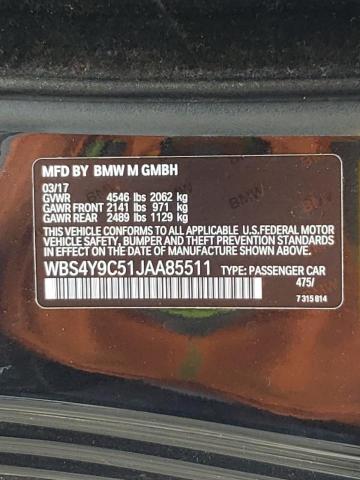 MFD BY BMW M GMBH
03/17
GVWR 4546 lbs 2062 kg
GAWR FRONT 2141 lbs 971 kg
GAWR REAR 2489 lbs 1129 kg
THIS VEHICLE CONFORMS TO ALL APPLICABLE
U.S.FEDERAL MOTOR VEHICLE SAFETY, BUMPER,
AND THEFT PREVENTION STANDARDS IN EFFECT ON
THE DATE OF MANUFACTURE SHOWN ABOVE.
WBS4Y9C51JAA85511 TYPE: PASSENGER CAR
475/
7 315 814